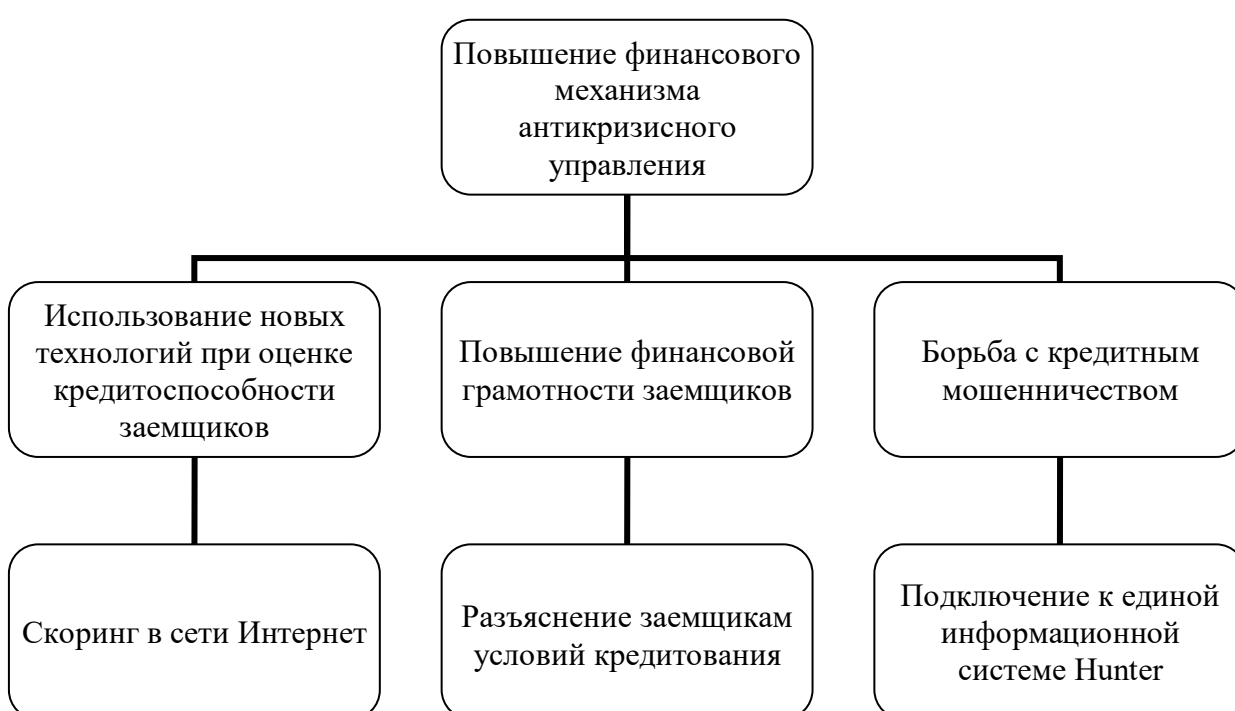 Повышение финансового
механизма
антикризисного
управления
Использование новых
технологий при оценке
кредитоспособности
заемщиков
Повышение финансовой
грамотности заемщиков
Борьба с кредитным
мошенничеством
Скоринг в сети Интернет
Разъяснение заемщикам
условий кредитования
Подключение к единой
информационной
системе Hunter